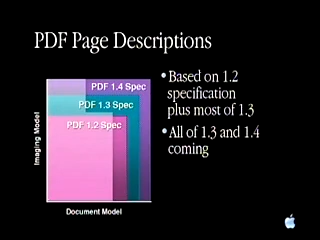 PDF Page Descriptions
PDF 1.4 Spec
PDF 1.3 Spec
PDF 1.2 Spec
Imaging Model
Document Model
• Based on 1.2
specification
plus most of 1.3
• All of 1.3 and 1.4
coming